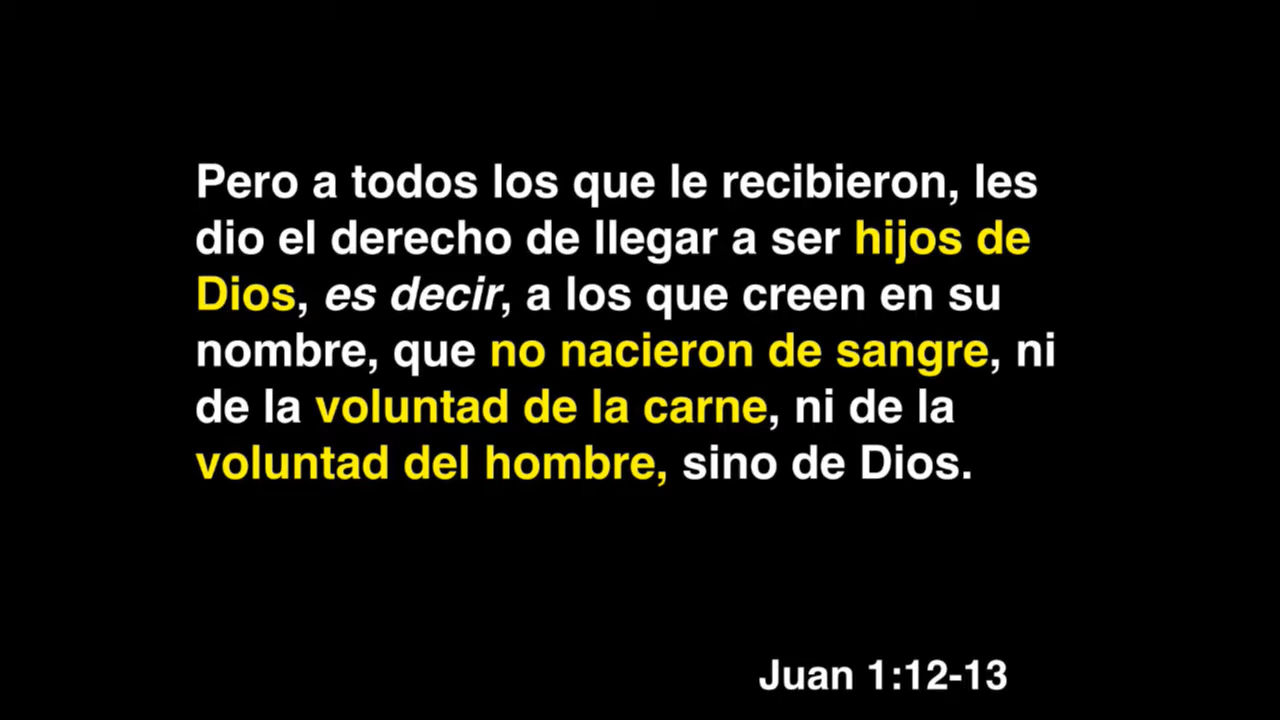 Pero a todos los que le recibieron, les
dio el derecho de llegar a ser hijos de
Dios, es decir, a los que creen en su
nombre, que no nacieron de sangre, ni
de la voluntad de la carne, ni de la
voluntad del hombre, sino de Dios.
Juan 1:12-13